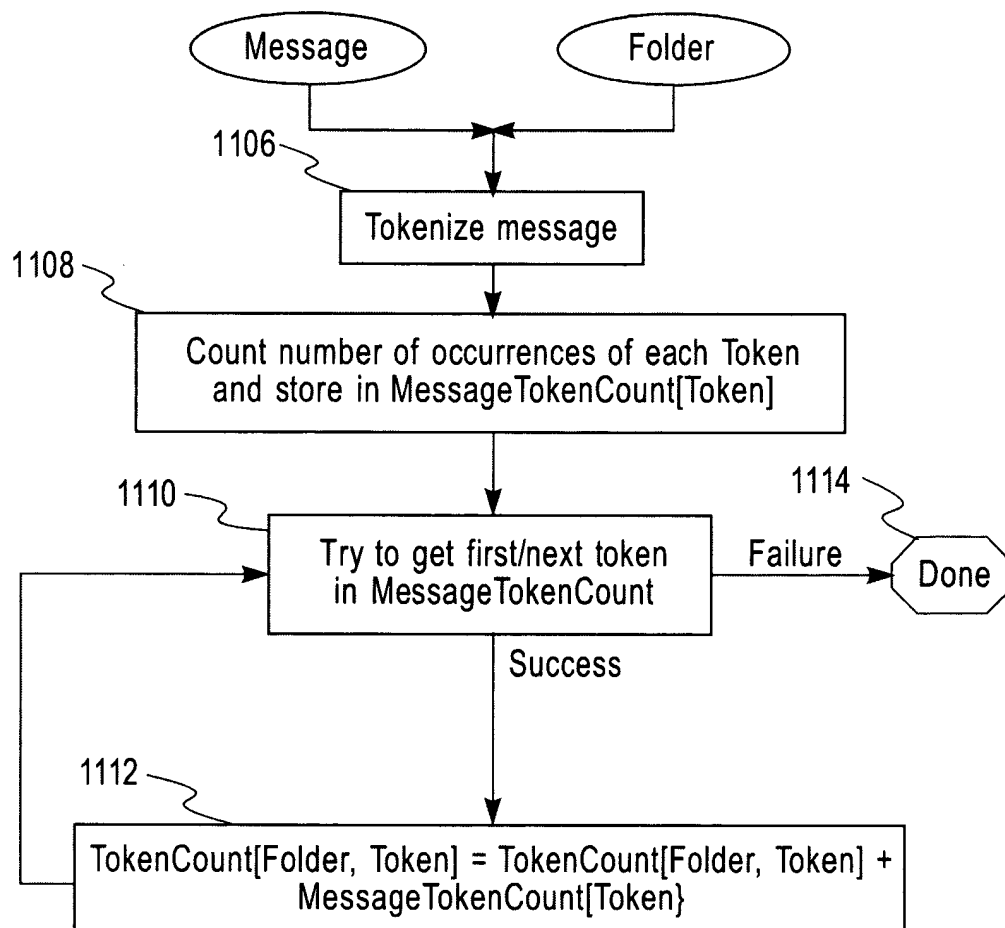 Message
Folder
1106
Tokenize message
1108
Count number of occurrences of each Token
and store in MessageTokenCount[Token]
1110
Try to get first/next token
in MessageTokenCount
Failure
1114
Done
Success
1112
TokenCount[Folder, Token] = TokenCount[Folder, Token] +
MessageTokenCount[Token}